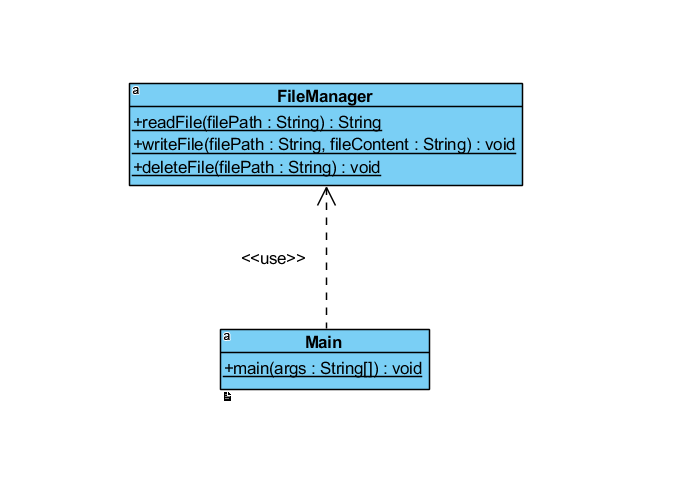 a
FileManager
+readFile(filePath : String) : String
+writeFile(filePath : String, fileContent : String) : void
+deleteFile(filePath : String) : void
<<use>>
a
Main
+main(args : String[]) : void